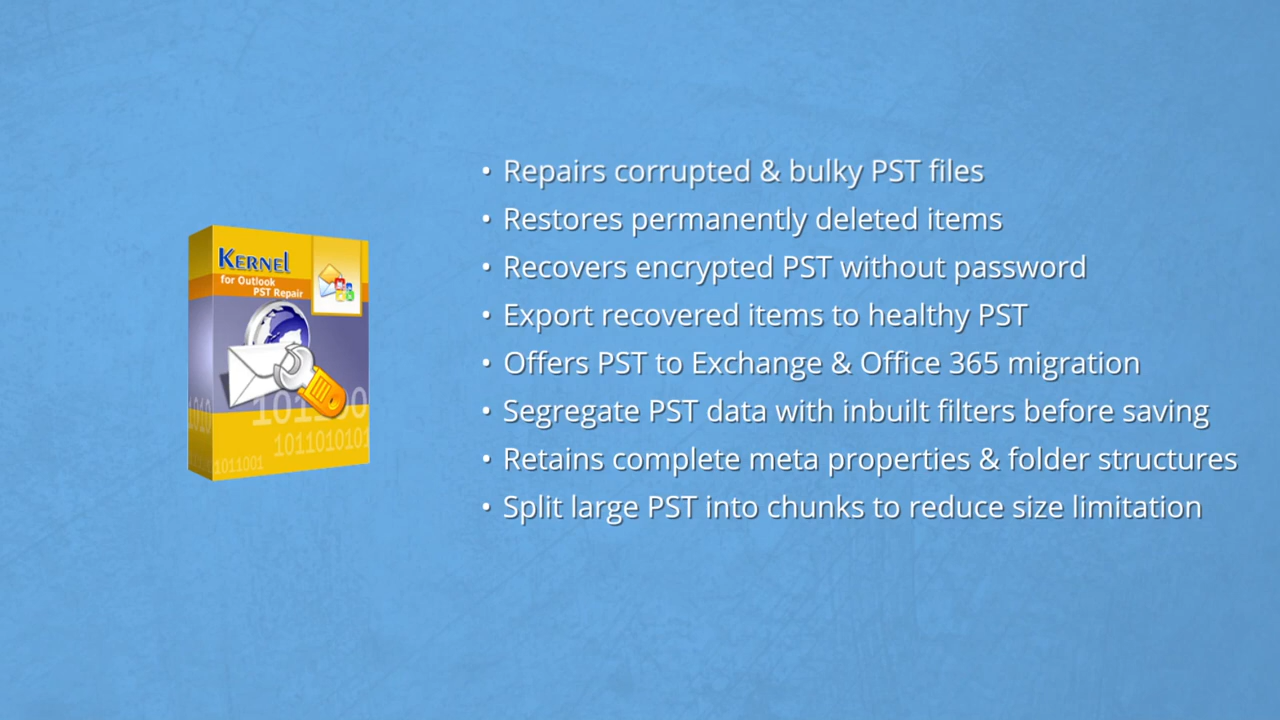 KERNEL
for Outlook
PST Repair
1011001
1011010101
• Repairs corrupted & bulky PST files
• Restores permanently deleted items
• Recovers encrypted PST without password
• Export recovered items to healthy PST
• Offers PST to Exchange & Office 365 migration
• Segregate PST data with inbuilt filters before saving
• Retains complete meta properties & folder structures
• Split large PST into chunks to reduce size limitation